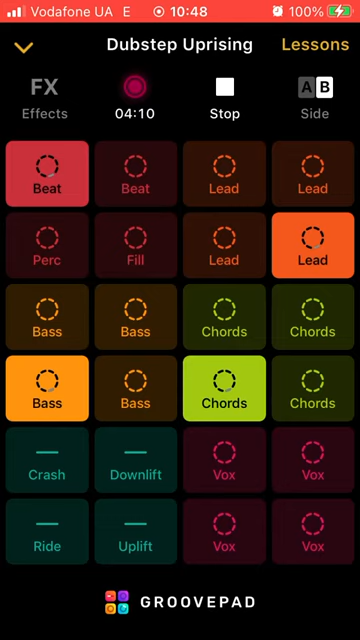 Vodafone UA E 10:48 100%
Dubstep Uprising Lessons
FX A B
Effects 04:10 Stop Side
Beat Beat Lead Lead
Perc Fill Lead Lead
Bass Bass Chords Chords
Bass Bass Chords Chords
Crash Downlift Vox Vox
Ride Uplift Vox Vox
GROOVEPAD